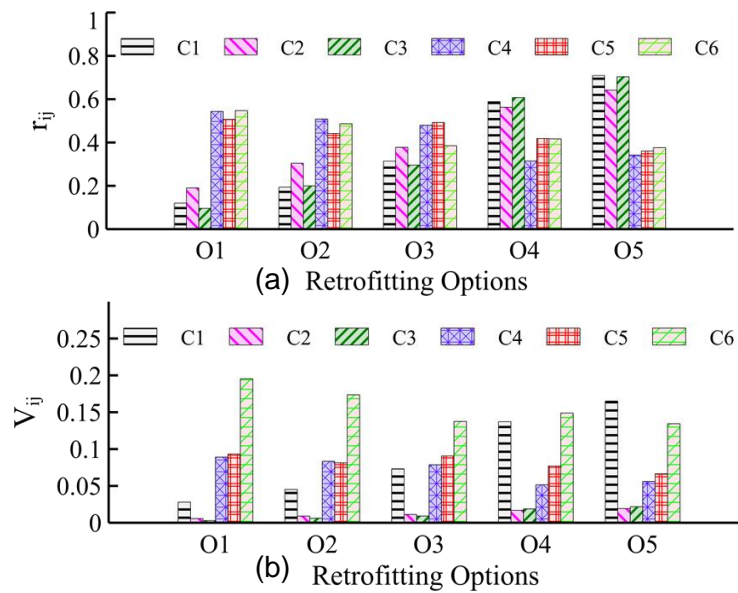 1
C1 C2 C3 C4 C5 C6
0.8
0.6
rij
0.4
0.2
0
O1 O2 O3 O4 O5
(a) Retrofitting Options
0.25
C1 C2 C3 C4 C5 C6
0.2
0.15
Vij
0.1
0.05
0
O1 O2 O3 O4 O5
(b) Retrofitting Options